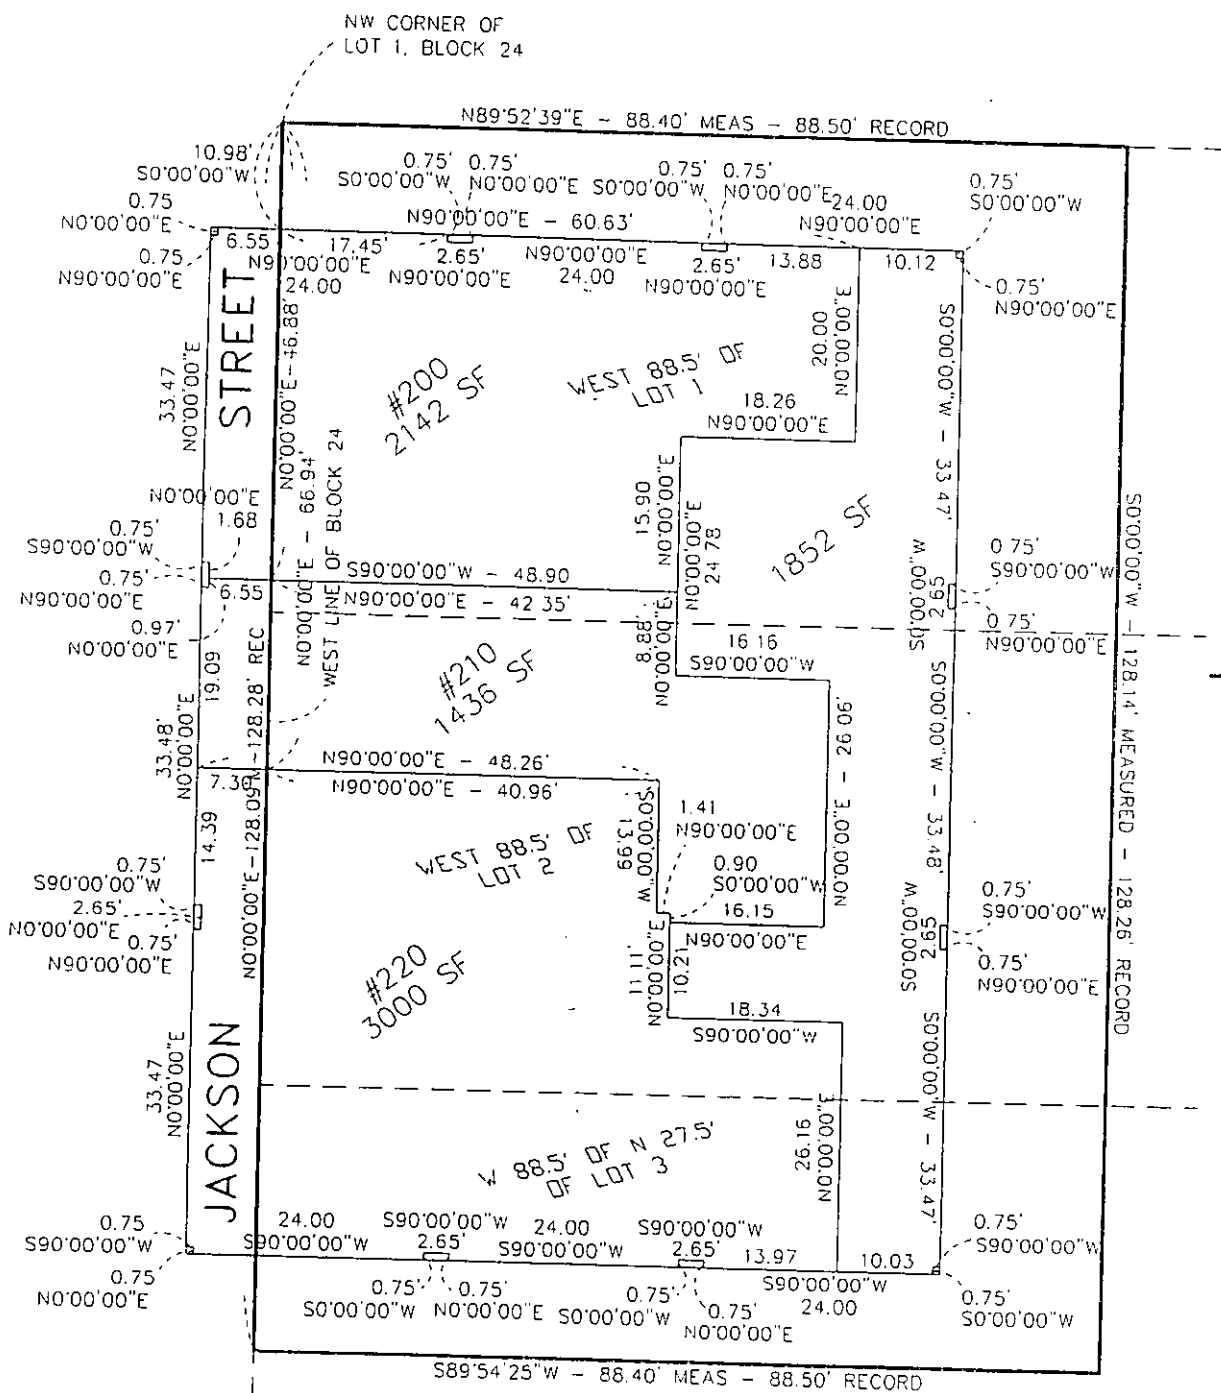 NW CORNER OF
LOT 1, BLOCK 24
N89°52'39"E - 88.40' MEAS - 88.50' RECORD
10.98'
S0°00'00"W
0.75'
S0°00'00"W
0.75'
N0°00'00"E
0.75'
S0°00'00"W
0.75'
N0°00'00"E
24.00
N90°00'00"E
0.75'
S0°00'00"W
0.75
N0°00'00"E
N90°00'00"E - 60.63'
0.75
N90°00'00"E
6.55
17.45'
N90°00'00"E
24.00
2.65'
N90°00'00"E
N90°00'00"E
24.00
2.65'
N90°00'00"E
13.88
10.12
0.75'
N90°00'00"E
STREET
33.47
N0°00'00"E
N0°00'00"E-46.88'
N0°00'00"E - 66.94'
WEST LINE OF BLOCK 24
#200
2142 SF
WEST 88.5' OF
LOT 1
20.00
N0°00'00"E
18.26
N90°00'00"E
S0°00'00"W - 33.47'
N0°00'00"E
1.68
0.75'
S90°00'00"W
0.75'
N90°00'00"E
6.55
0.97'
N0°00'00"E
15.90
N0°00'00"E
N0°00'00"E
24.78
1852 SF
S90°00'00"W - 48.90
N90°00'00"E - 42.35'
0.75'
S90°00'00"W
2.65
S0°00'00"W
0.75'
N90°00'00"E
S0°00'00"W - 128.14' MEASURED - 128.26' RECORD
19.09
33.48'
N0°00'00"E
N0°00'00"E-128.09'M-128.28' REC
#210
1436 SF
8.88'
N0°00'00"E
16.16
S90°00'00"W
N0°00'00"E - 26.06'
S0°00'00"W - 33.48'
7.30
N90°00'00"E - 48.26'
N90°00'00"E - 40.96'
14.39
S0°00'00"W
13.99
1.41
N90°00'00"E
0.90
S0°00'00"W
WEST 88.5' OF
LOT 2
0.75'
S90°00'00"W
2.65'
N0°00'00"E
0.75'
N90°00'00"E
16.15
N90°00'00"E
0.75'
S90°00'00"W
2.65
S0°00'00"W
0.75'
N90°00'00"E
#220
3000 SF
N0°00'00"E
11.11
10.21
18.34
S90°00'00"W
33.47
N0°00'00"E
JACKSON
26.16
N0°00'00"E
S0°00'00"W - 33.47'
W 88.5' OF N 27.5'
OF LOT 3
0.75
S90°00'00"W
0.75
N0°00'00"E
24.00
S90°00'00"W
S90°00'00"W
2.65'
24.00
S90°00'00"W
S90°00'00"W
2.65'
13.97
10.03
S90°00'00"W
24.00
0.75'
S90°00'00"W
0.75'
S0°00'00"W
0.75'
S0°00'00"W
0.75'
N0°00'00"E
0.75'
S0°00'00"W
0.75'
N0°00'00"E
S89°54'25"W - 88.40' MEAS - 88.50' RECORD